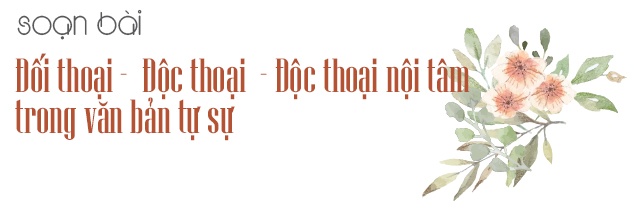 soạn bài
Đối thoại - Độc thoại - Độc thoại nội tâm
trong văn bản tự sự